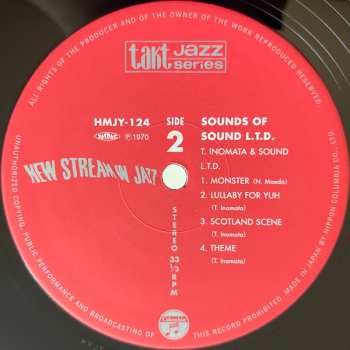 ALL RIGHTS OF THE PRODUCER AND OF THE OWNER OF THE WORK REPRODUCED RESERVED.
takt jazz
series
HMJY-124
℗1970
SIDE
2
SOUNDS OF
SOUND L.T.D.
T. INOMATA & SOUND
L.T.D.
1. MONSTER (N. Maeda)
2. LULLABY FOR YUH
(T. Inomata)
3. SCOTLAND SCENE
(T. Inomata)
4. THEME
(T. Inomata)
NEW STREAM IN JAZZ
STEREO 33 1/3 RPM
UNAUTHORIZED COPYING, PUBLIC PERFORMANCE AND BROADCASTING OF THIS RECORD PROHIBITED.
MADE IN JAPAN BY NIPPON COLUMBIA CO., LTD.
COLUMBIA